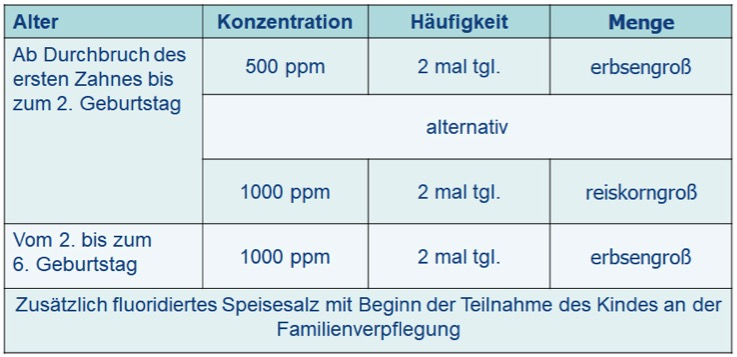 Alter Konzentration Häufigkeit Menge
Ab Durchbruch des
ersten Zahnes bis
zum 2. Geburtstag
500 ppm 2 mal tgl. erbsengroß
alternativ
1000 ppm 2 mal tgl. reiskorngroß
Vom 2. bis zum
6. Geburtstag
1000 ppm 2 mal tgl. erbsengroß
Zusätzlich fluoridiertes Speisesalz mit Beginn der Teilnahme des Kindes an der
Familienverpflegung